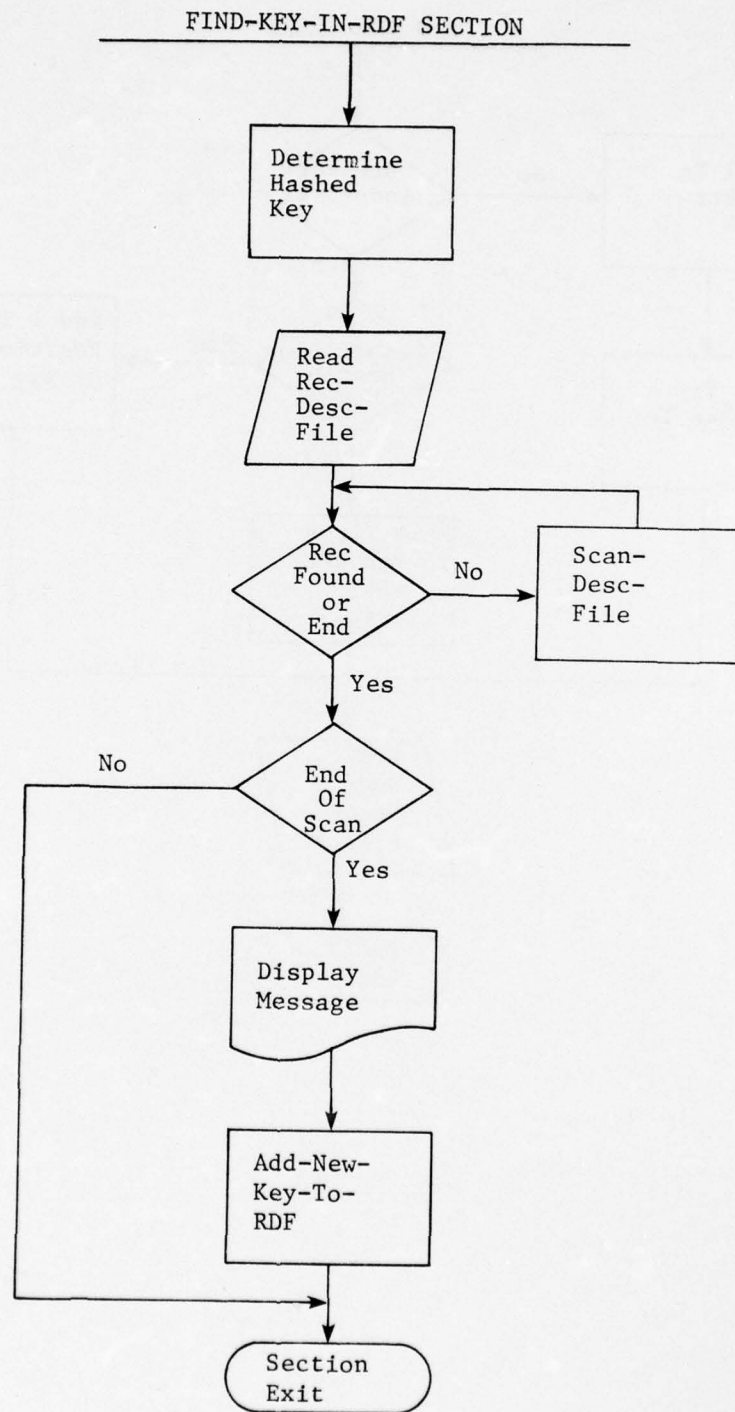 FIND-KEY-IN-RDF SECTION
Determine
Hashed
Key
Read
Rec-
Desc-
File
Rec
Found
or
End
No
Scan-
Desc-
File
Yes
No
End
Of
Scan
Yes
Display
Message
Add-New-
Key-To-
RDF
Section
Exit